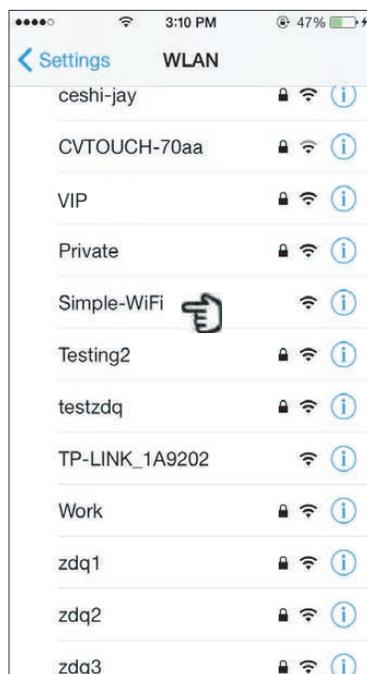 3:10 PM 47%
Settings WLAN
ceshi-jay
CVTOUCH-70aa
VIP
Private
Simple-WiFi
Testing2
testzdq
TP-LINK_1A9202
Work
zdq1
zdq2
zdq3